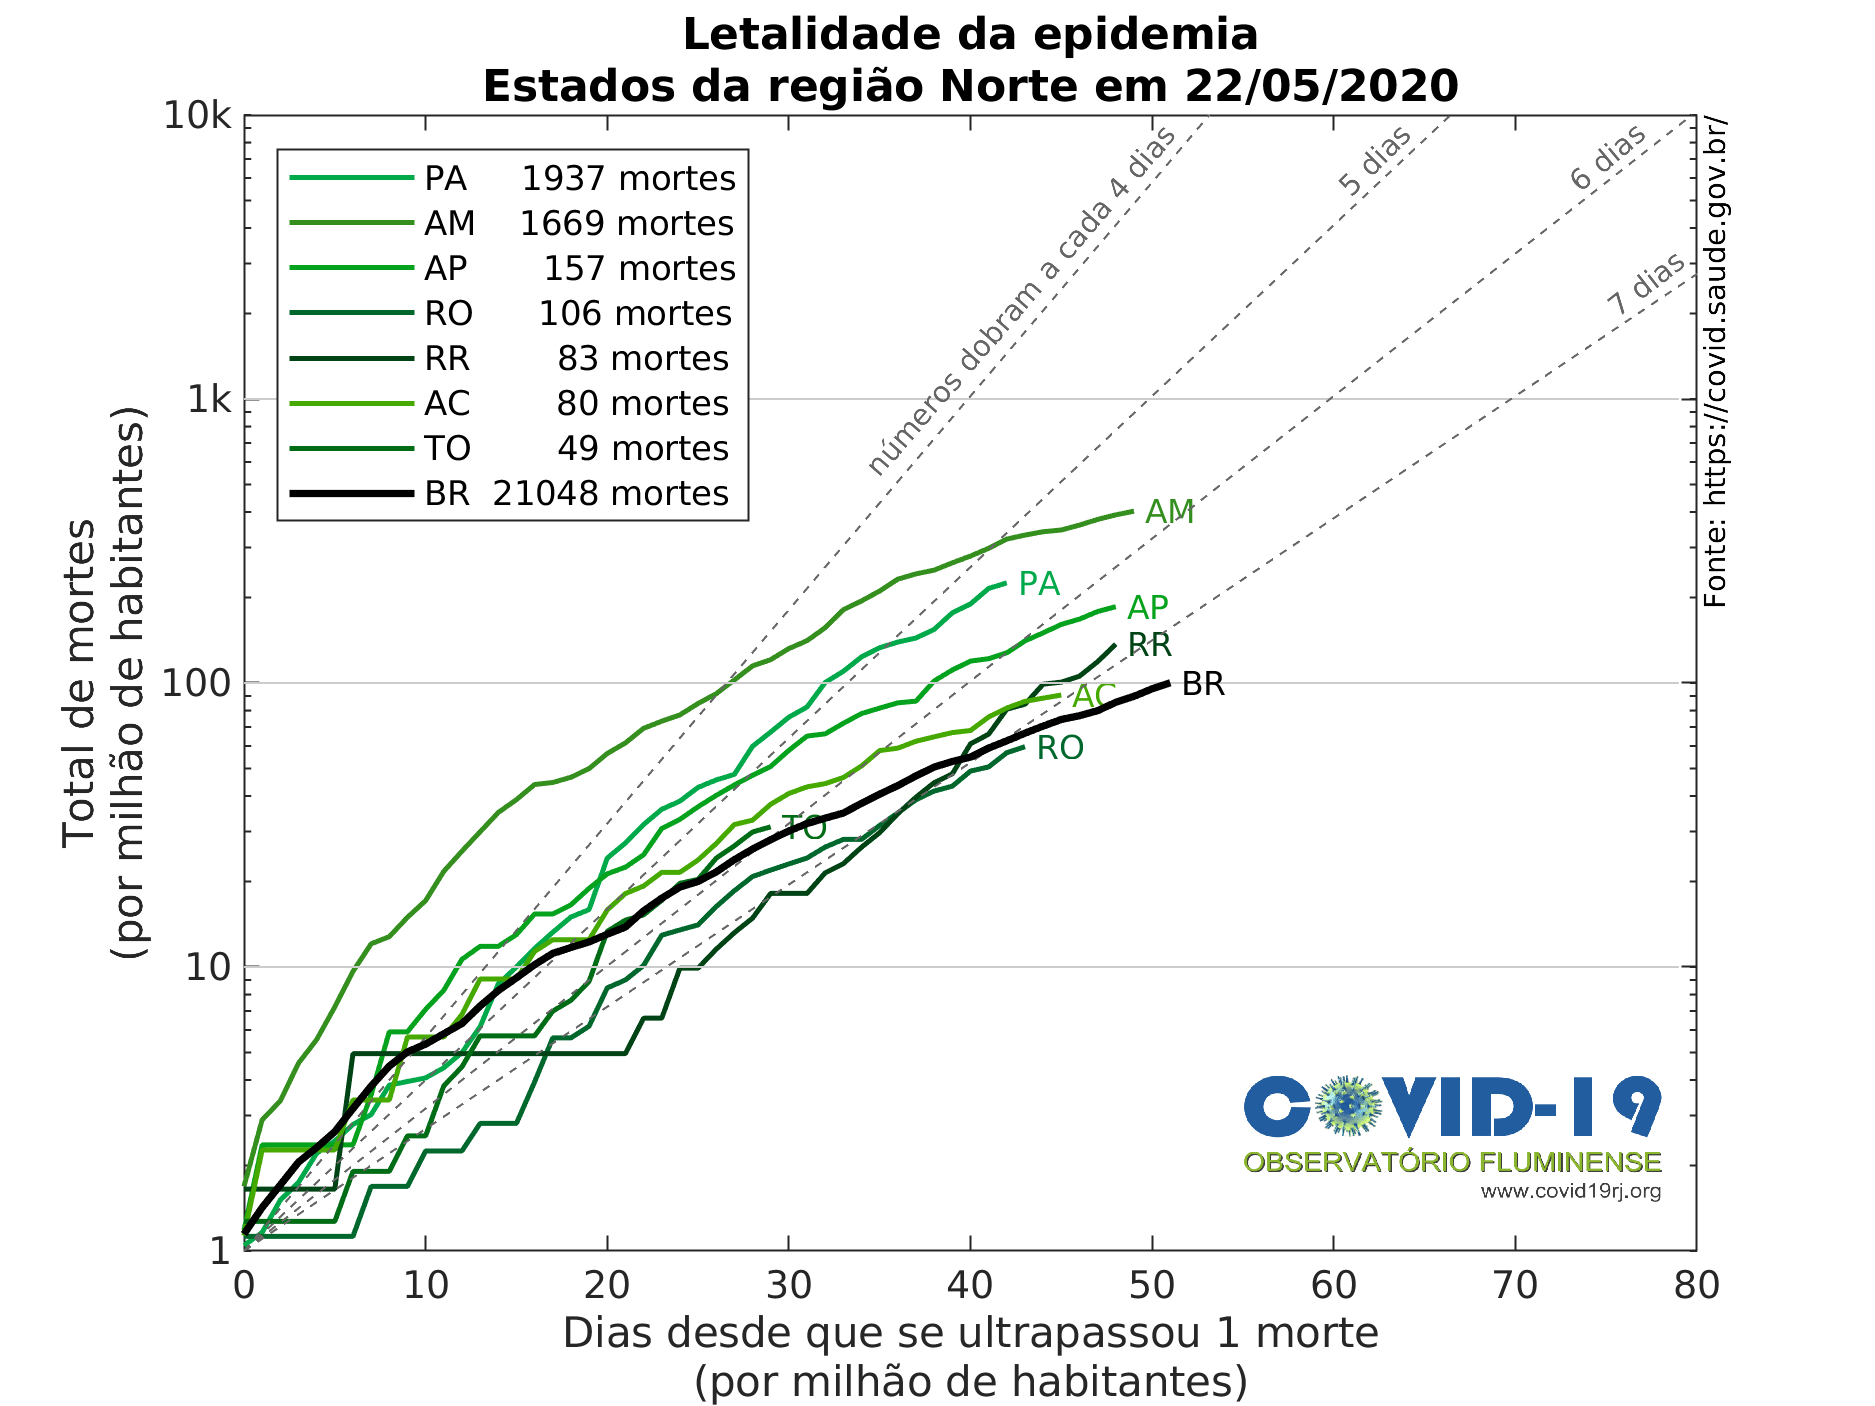 Letalidade da epidemia
Estados da região Norte em 22/05/2020
10k
1k
100
10
1
Total de mortes
(por milhão de habitantes)
PA 1937 mortes
AM 1669 mortes
AP 157 mortes
RO 106 mortes
RR 83 mortes
AC 80 mortes
TO 49 mortes
BR 21048 mortes
números dobram a cada 4 dias
5 dias
6 dias
7 dias
AM
PA
AP
RR
BR
AC
RO
TO
Fonte: https://covid.saude.gov.br/
COVID-19
OBSERVATÓRIO FLUMINENSE
www.covid19rj.org
0 10 20 30 40 50 60 70 80
Dias desde que se ultrapassou 1 morte
(por milhão de habitantes)